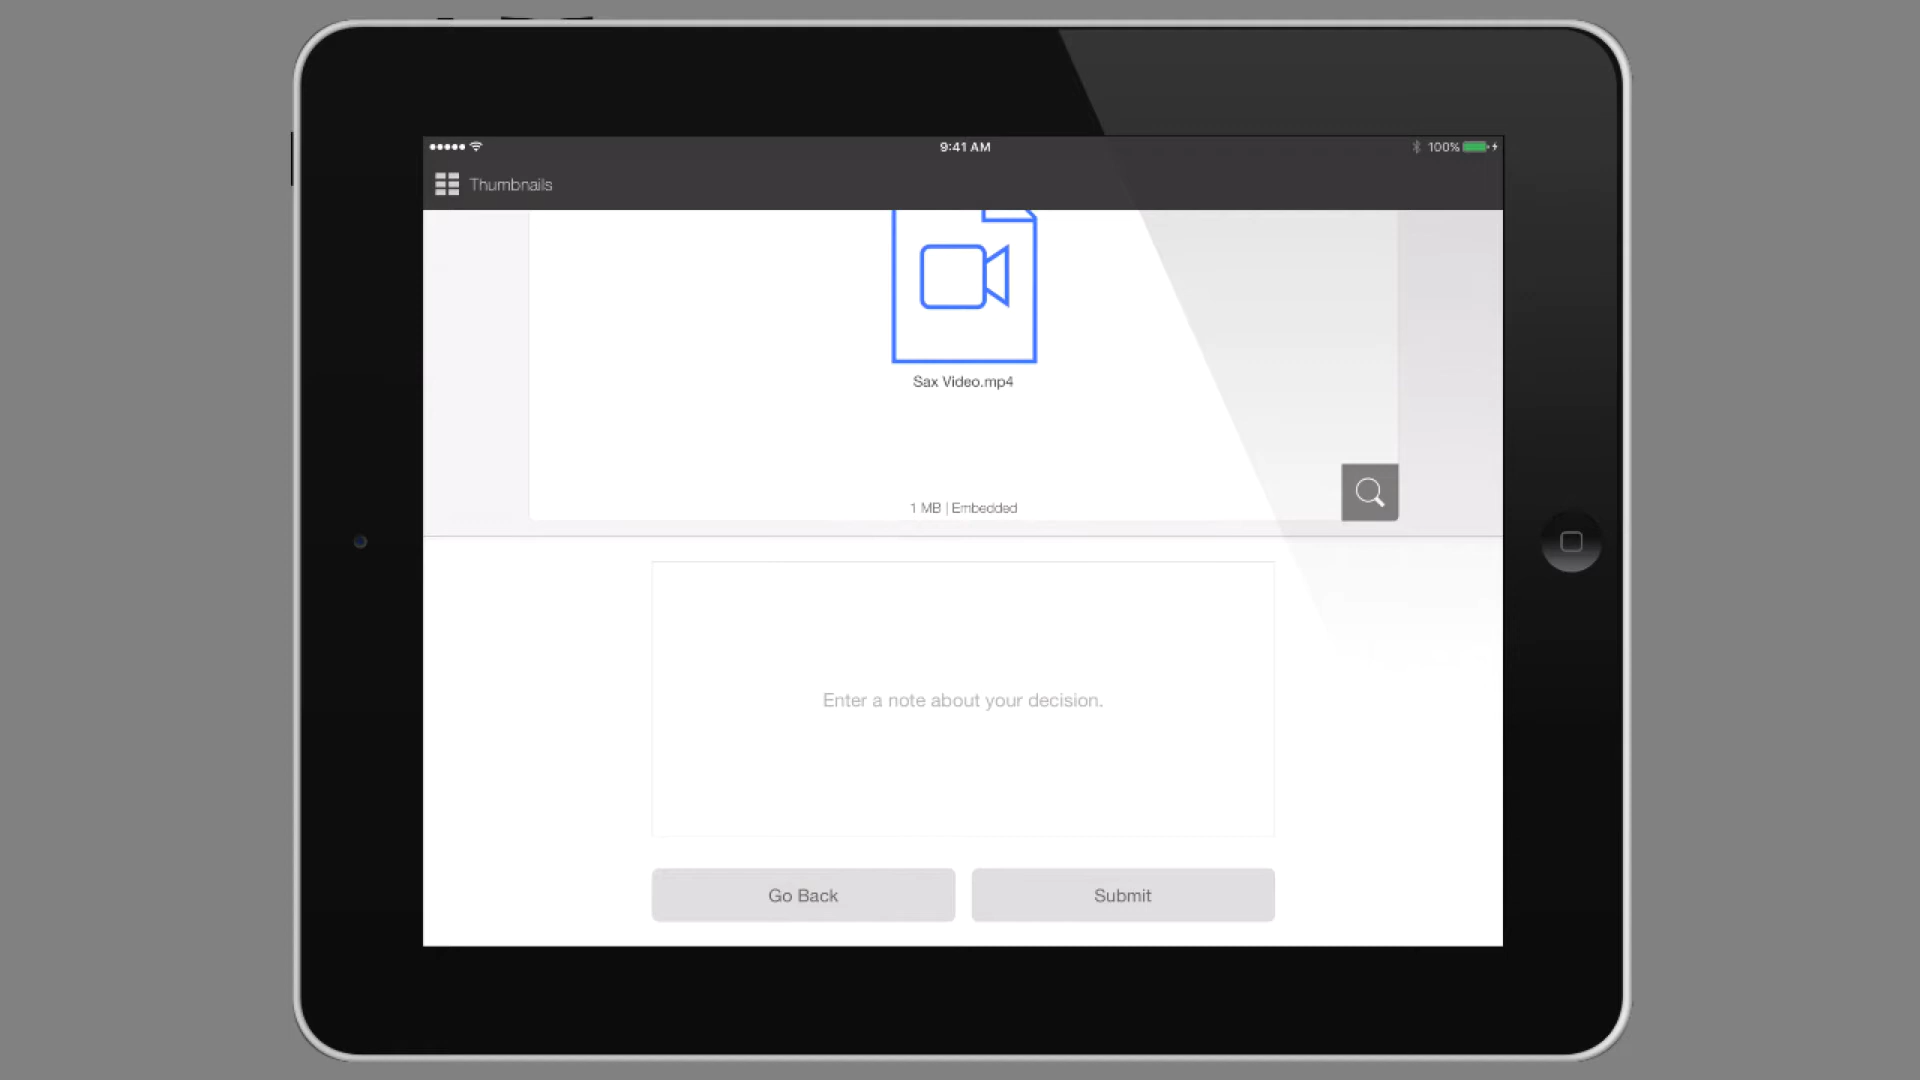 9:41 AM
100%
Thumbnails
Sax Video.mp4
1 MB | Embedded
Enter a note about your decision.
Go Back
Submit